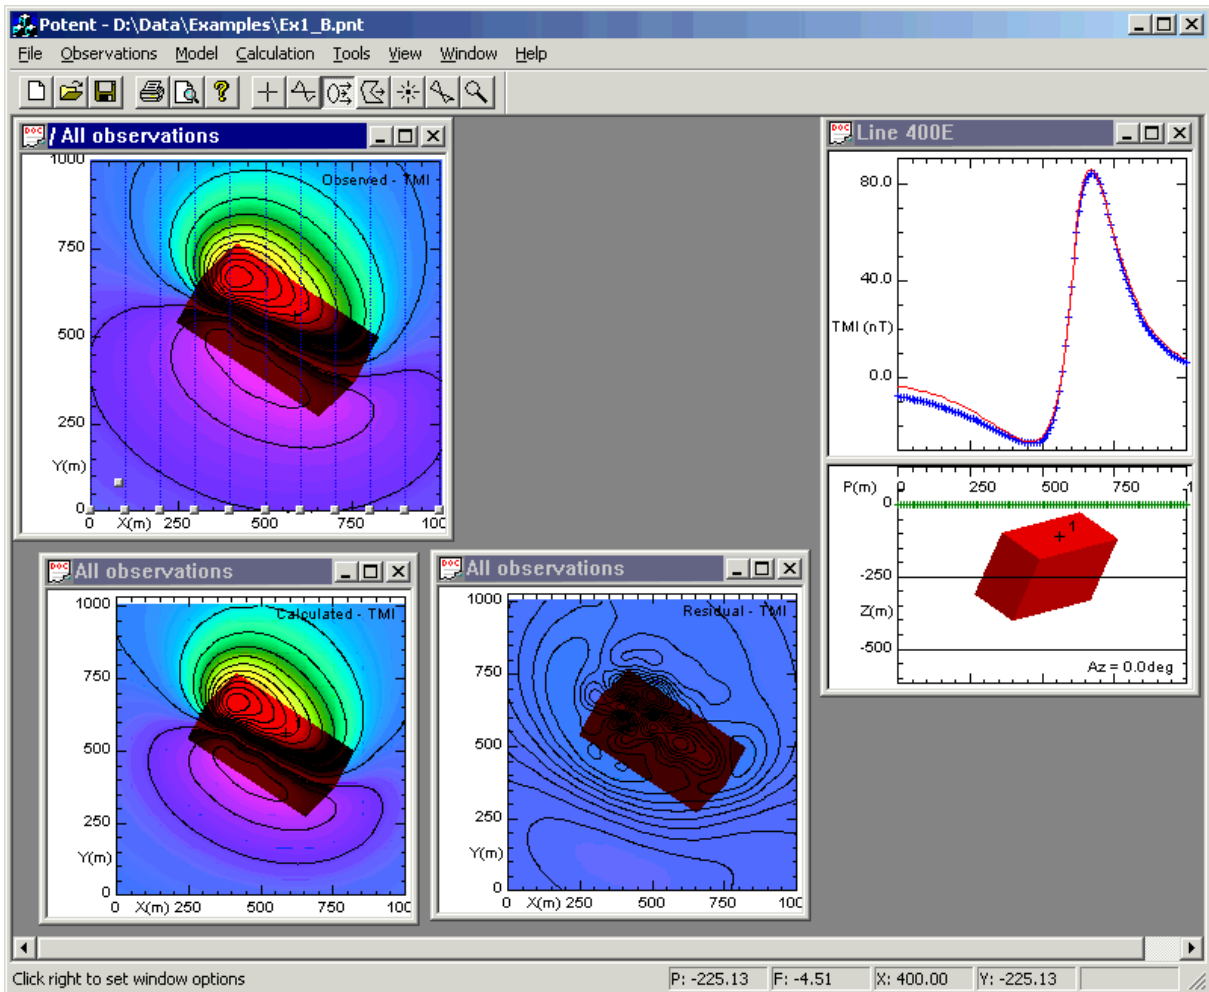 Potent - D:\Data\Examples\Ex1_B.pnt
File Observations Model Calculation Tools View Window Help
/ All observations
Observed - TMI
1000
750
500
250
Y(m)
0
0 X(m) 250 500 750 100
Line 400E
80.0
40.0
TMI (nT)
0.0
P(m) 0 250 500 750 1
0
-250
Z(m)
-500
1
Az = 0.0deg
DOC All observations
Calculated - TMI
1000
750
500
250
Y(m)
0
0 X(m) 250 500 750 100
DOC All observations
Residual - TMI
1000
750
500
250
Y(m)
0
0 X(m) 250 500 750 100
Click right to set window options P: -225.13 F: -4.51 X: 400.00 Y: -225.13